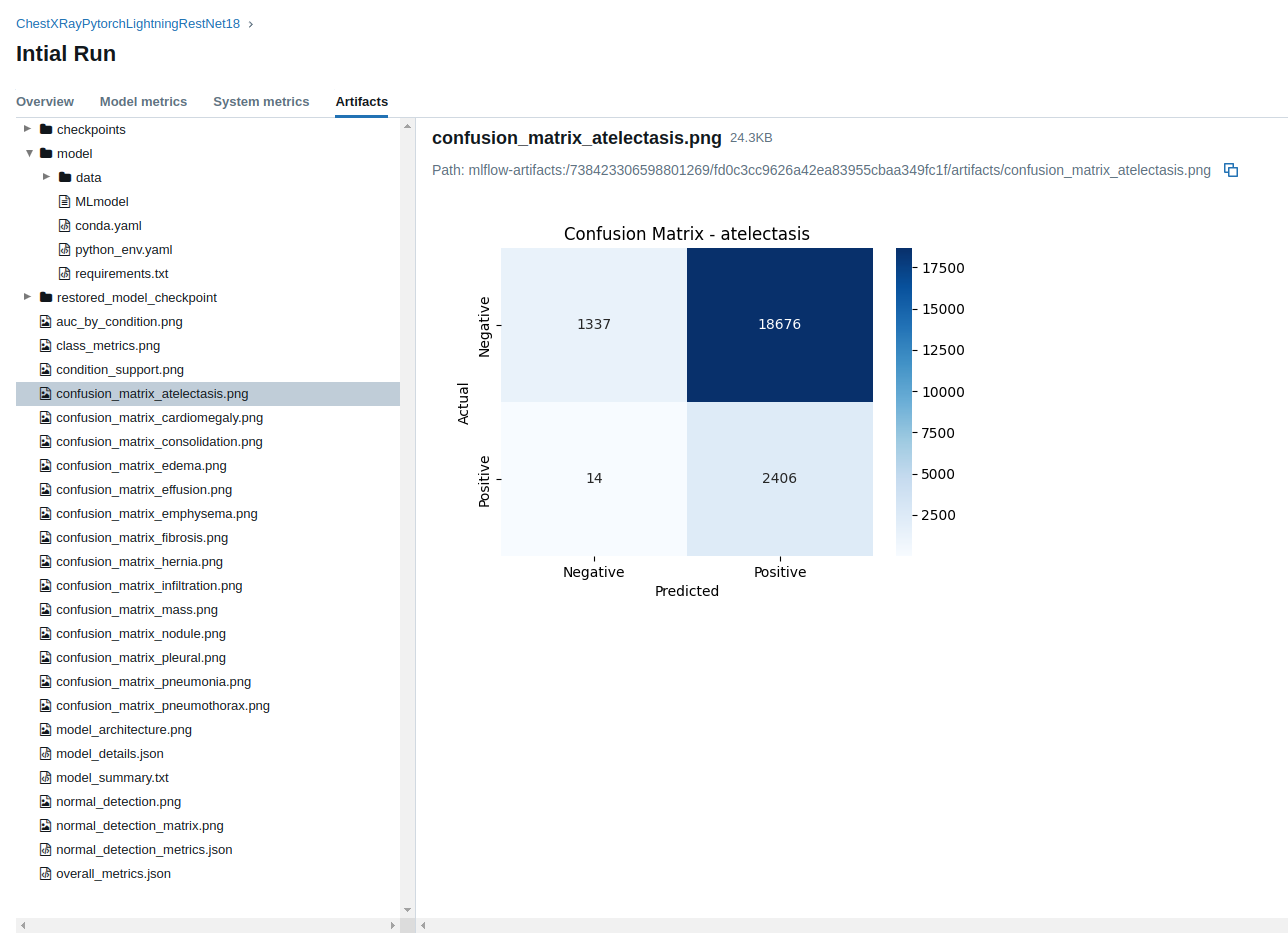 ChestXRayPytorchLightningRestNet18 ›
Intial Run
Overview Model metrics System metrics Artifacts
checkpoints
model
data
MLmodel
conda.yaml
python_env.yaml
requirements.txt
restored_model_checkpoint
auc_by_condition.png
class_metrics.png
condition_support.png
confusion_matrix_atelectasis.png
confusion_matrix_cardiomegaly.png
confusion_matrix_consolidation.png
confusion_matrix_edema.png
confusion_matrix_effusion.png
confusion_matrix_emphysema.png
confusion_matrix_fibrosis.png
confusion_matrix_hernia.png
confusion_matrix_infiltration.png
confusion_matrix_mass.png
confusion_matrix_nodule.png
confusion_matrix_pleural.png
confusion_matrix_pneumonia.png
confusion_matrix_pneumothorax.png
model_architecture.png
model_details.json
model_summary.txt
normal_detection.png
normal_detection_matrix.png
normal_detection_metrics.json
overall_metrics.json
confusion_matrix_atelectasis.png 24.3KB
Path: mlflow-artifacts:/738423306598801269/fd0c3cc9626a42ea83955cbaa349fc1f/artifacts/confusion_matrix_atelectasis.png
Confusion Matrix - atelectasis
Actual
Negative
Positive
1337 18676
14 2406
Negative Positive
Predicted
17500
15000
12500
10000
7500
5000
2500